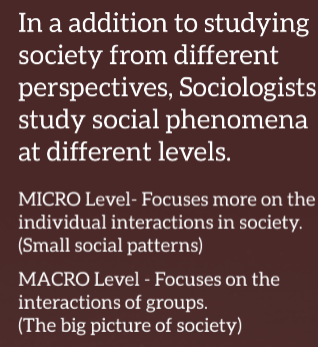 In a addition to studying
society from different
perspectives, Sociologists
study social phenomena
at different levels.
MICRO Level- Focuses more on the
individual interactions in society.
(Small social patterns)
MACRO Level - Focuses on the
interactions of groups.
(The big picture of society)